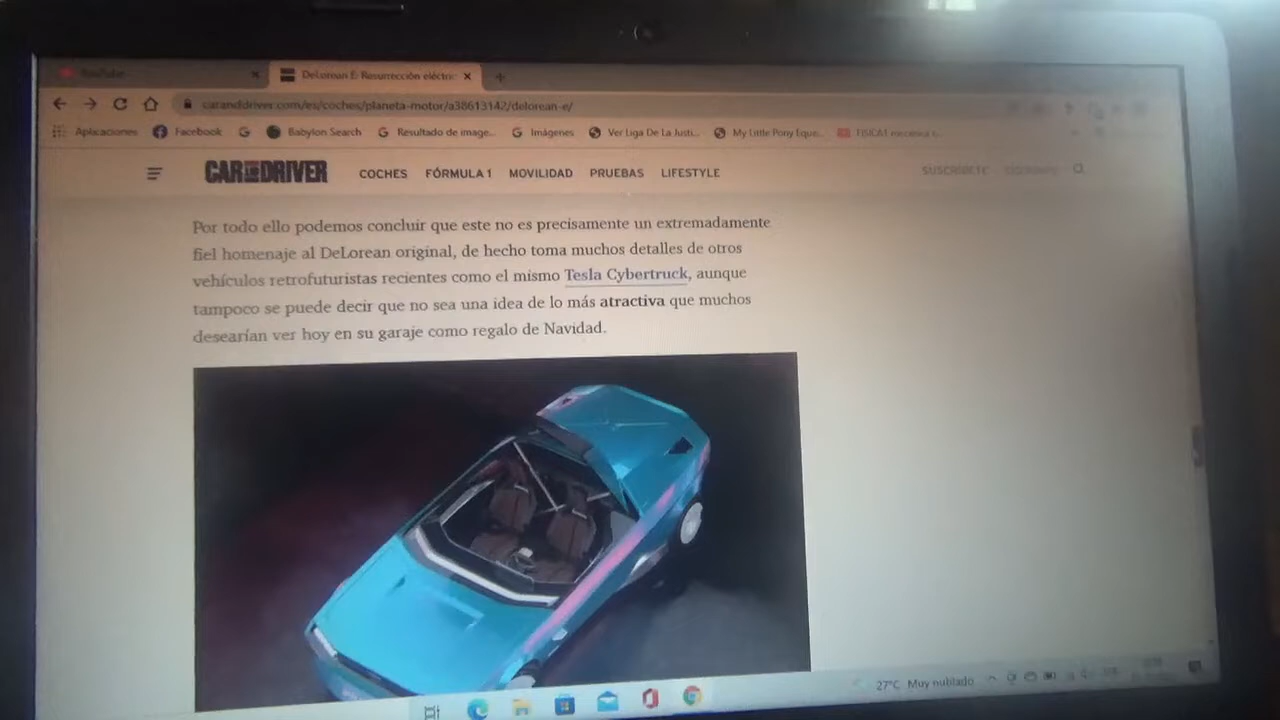 YouTube
DeLorean E: Resurrección eléctric
caranddriver.com/es/coches/planeta-motor/a38613142/delorean-e/
Aplicaciones Facebook Babylon Search Resultado de image... Imágenes Ver Liga De La Justi... My Little Pony Eque...
CAR AND DRIVER COCHES FÓRMULA 1 MOVILIDAD PRUEBAS LIFESTYLE SUSCRÍBETE
Por todo ello podemos concluir que este no es precisamente un extremadamente
fiel homenaje al DeLorean original, de hecho toma muchos detalles de otros
vehículos retrofuturistas recientes como el mismo Tesla Cybertruck, aunque
tampoco se puede decir que no sea una idea de lo más atractiva que muchos
desearían ver hoy en su garaje como regalo de Navidad.
27°C Muy nublado